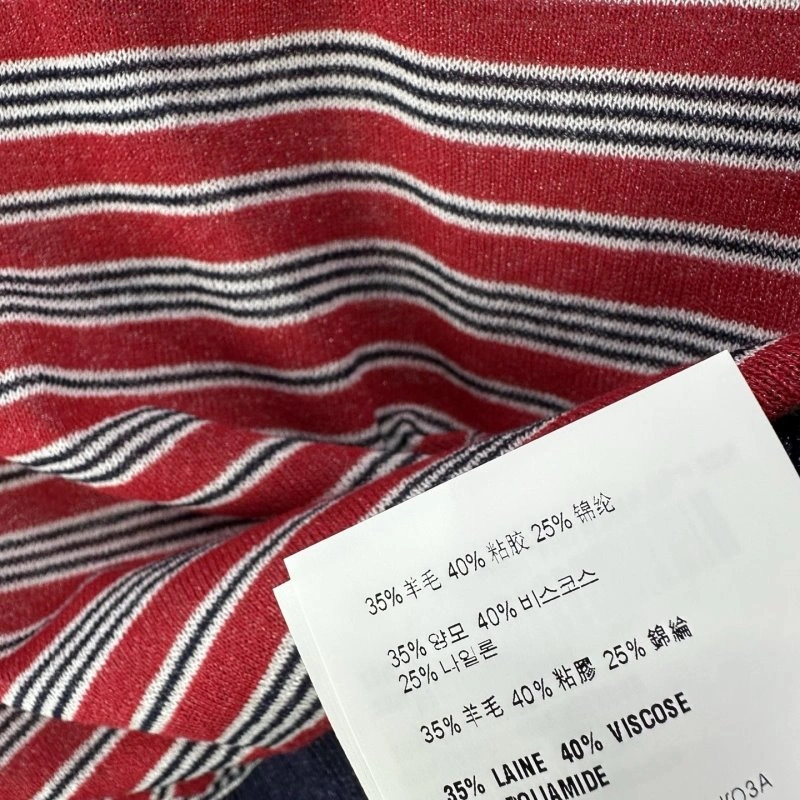 35% 羊毛 40% 粘胶 25% 锦纶
35% 양모 40% 비스코스
25% 나일론
35% 羊毛 40% 粘膠 25% 錦綸
35% LAINE 40% VISCOSE